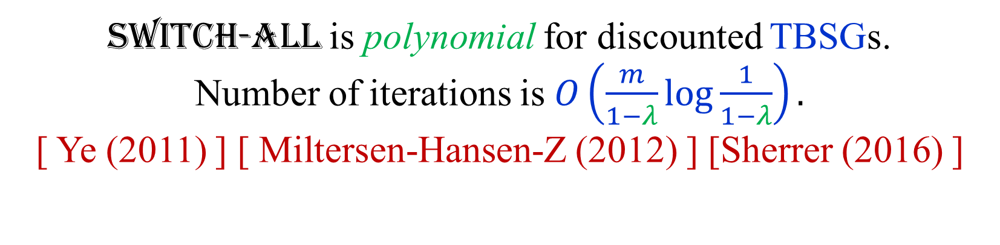 SWITCH-ALL is polynomial for discounted TBSGs.
Number of iterations is O(m/(1−λ) log 1/(1−λ)).
[ Ye (2011) ] [ Miltersen-Hansen-Z (2012) ] [Sherrer (2016) ]